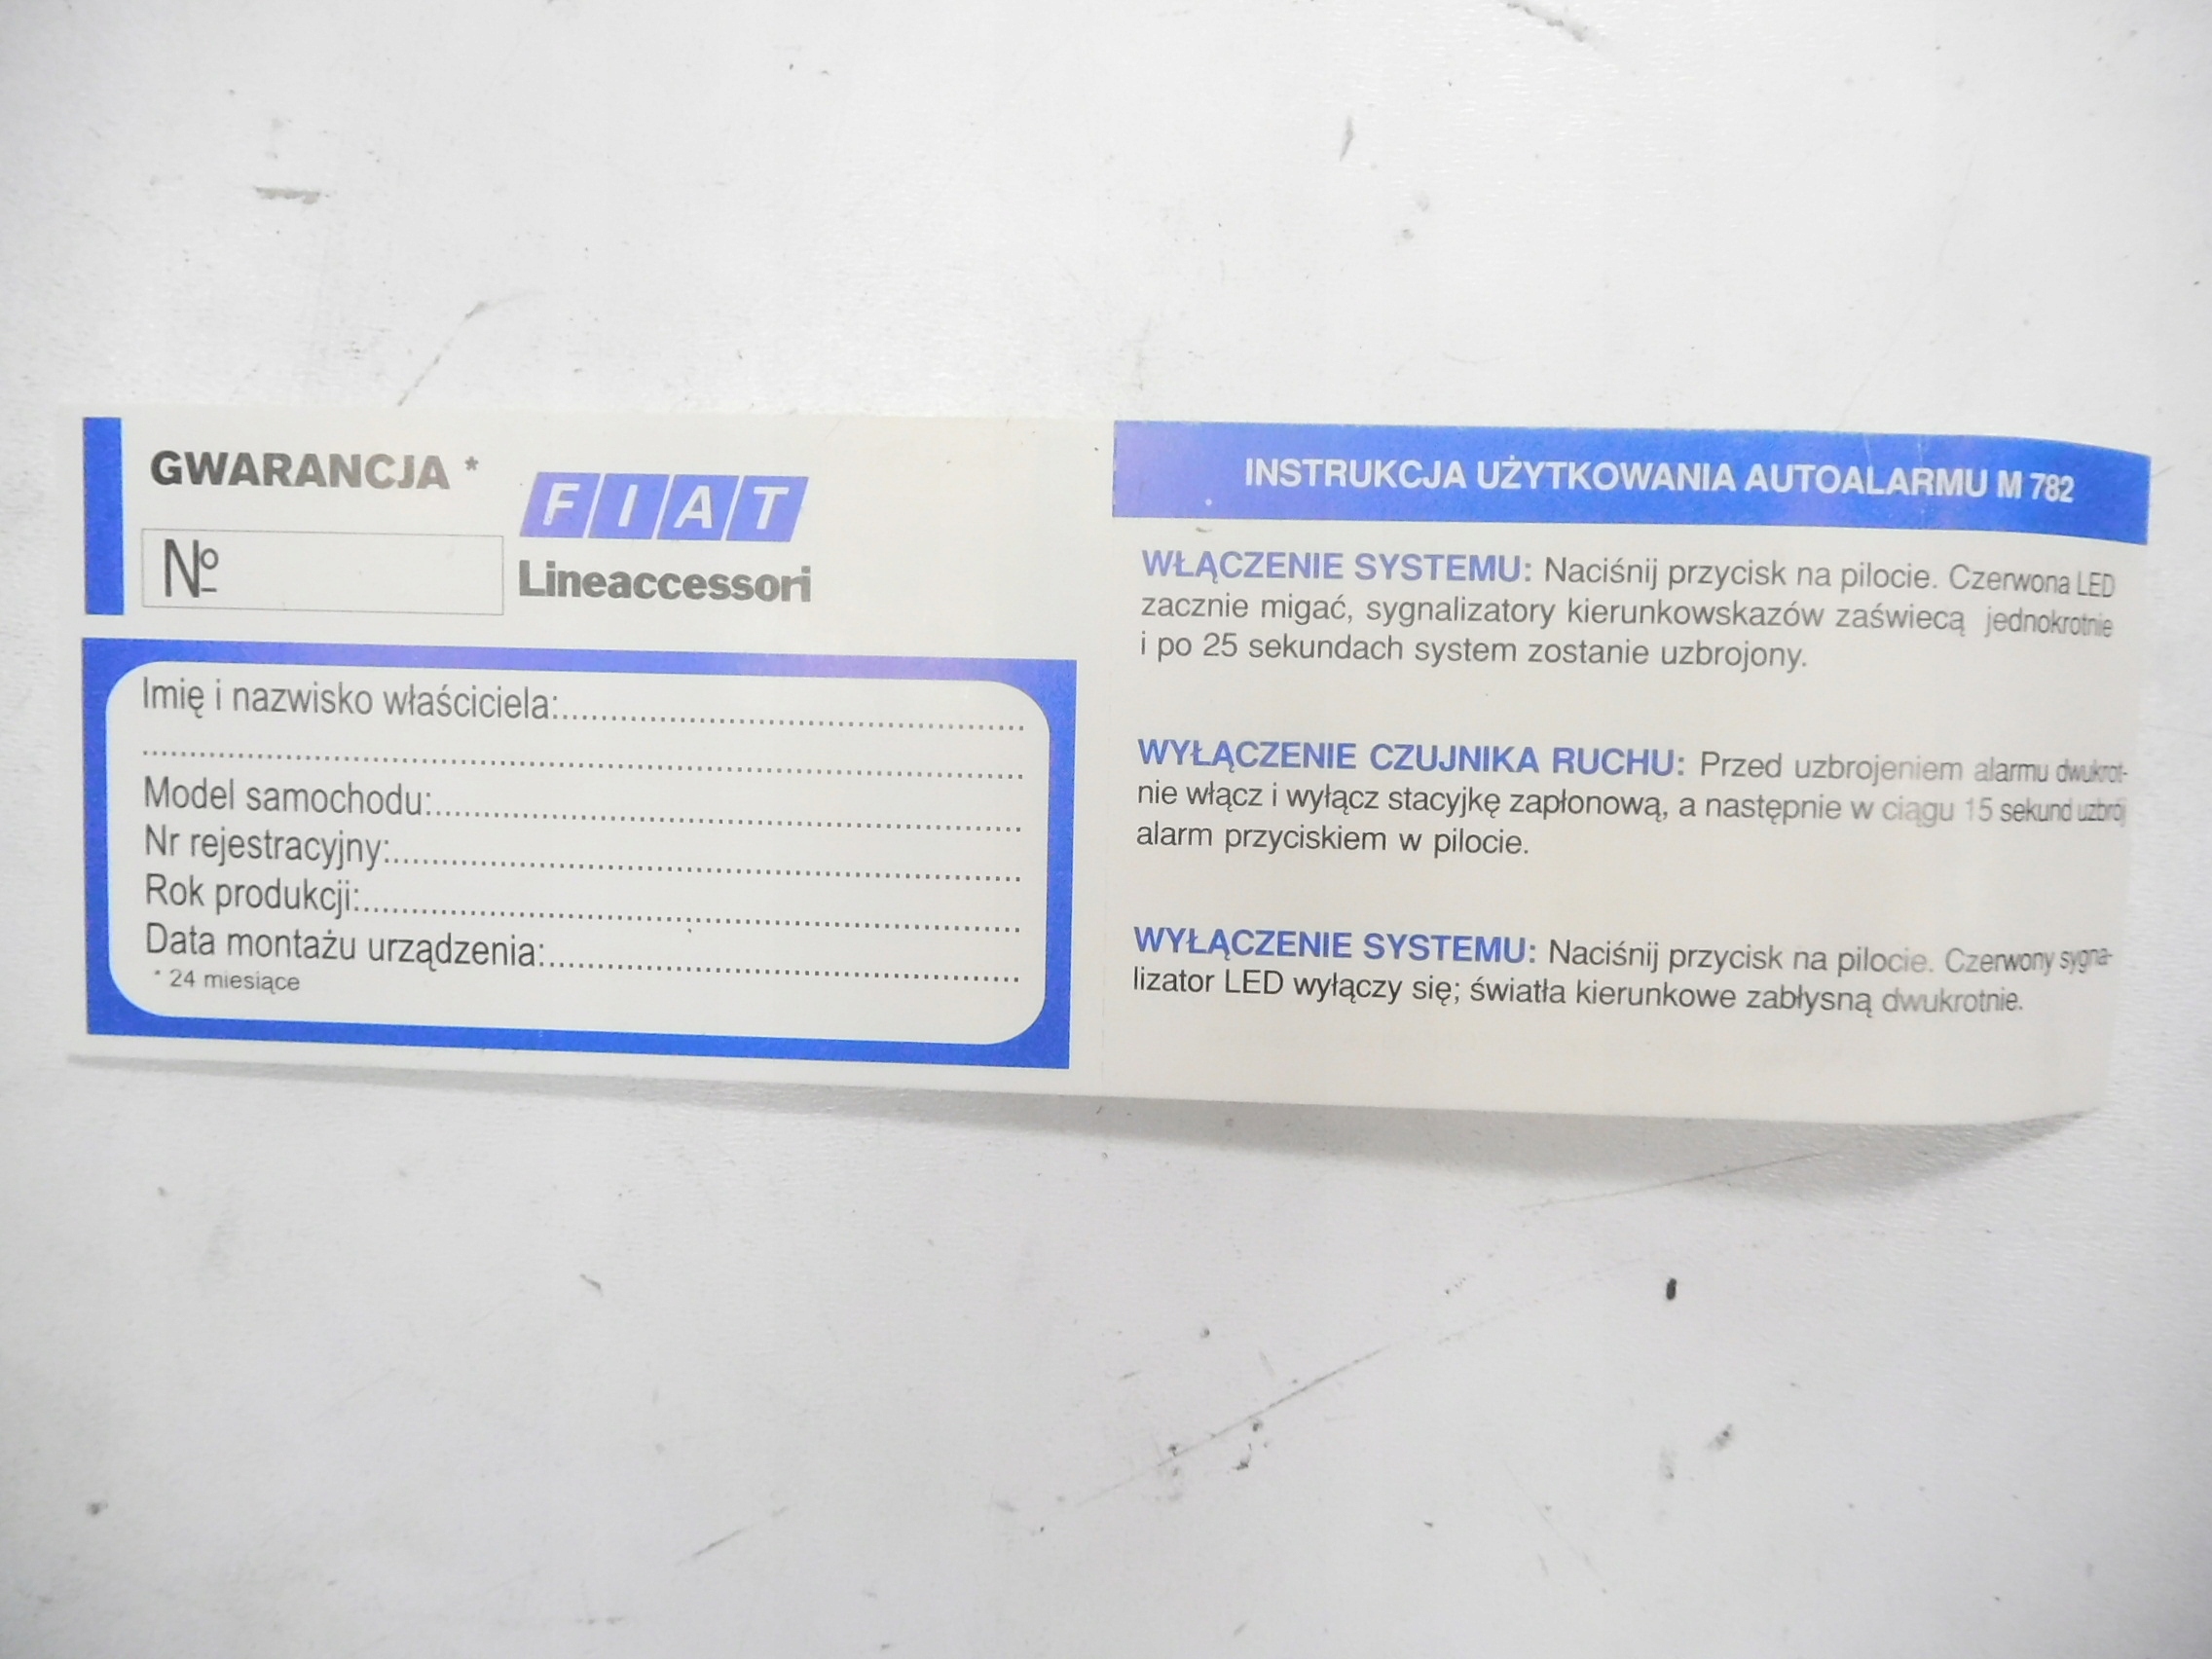 GWARANCJA *
FIAT
Nº
Lineaccessori
Imię i nazwisko właściciela:
Model samochodu:
Nr rejestracyjny:
Rok produkcji:
Data montażu urządzenia:
* 24 miesiące
INSTRUKCJA UŻYTKOWANIA AUTOALARMU M 782
WŁĄCZENIE SYSTEMU: Naciśnij przycisk na pilocie. Czerwona LED
zacznie migać, sygnalizatory kierunkowskazów zaświecą jednokrotnie
i po 25 sekundach system zostanie uzbrojony.
WYŁĄCZENIE CZUJNIKA RUCHU: Przed uzbrojeniem alarmu dwukrot-
nie włącz i wyłącz stacyjkę zapłonową, a następnie w ciągu 15 sekund uzbrój
alarm przyciskiem w pilocie.
WYŁĄCZENIE SYSTEMU: Naciśnij przycisk na pilocie. Czerwony sygna-
lizator LED wyłączy się; światła kierunkowe zabłysną dwukrotnie.